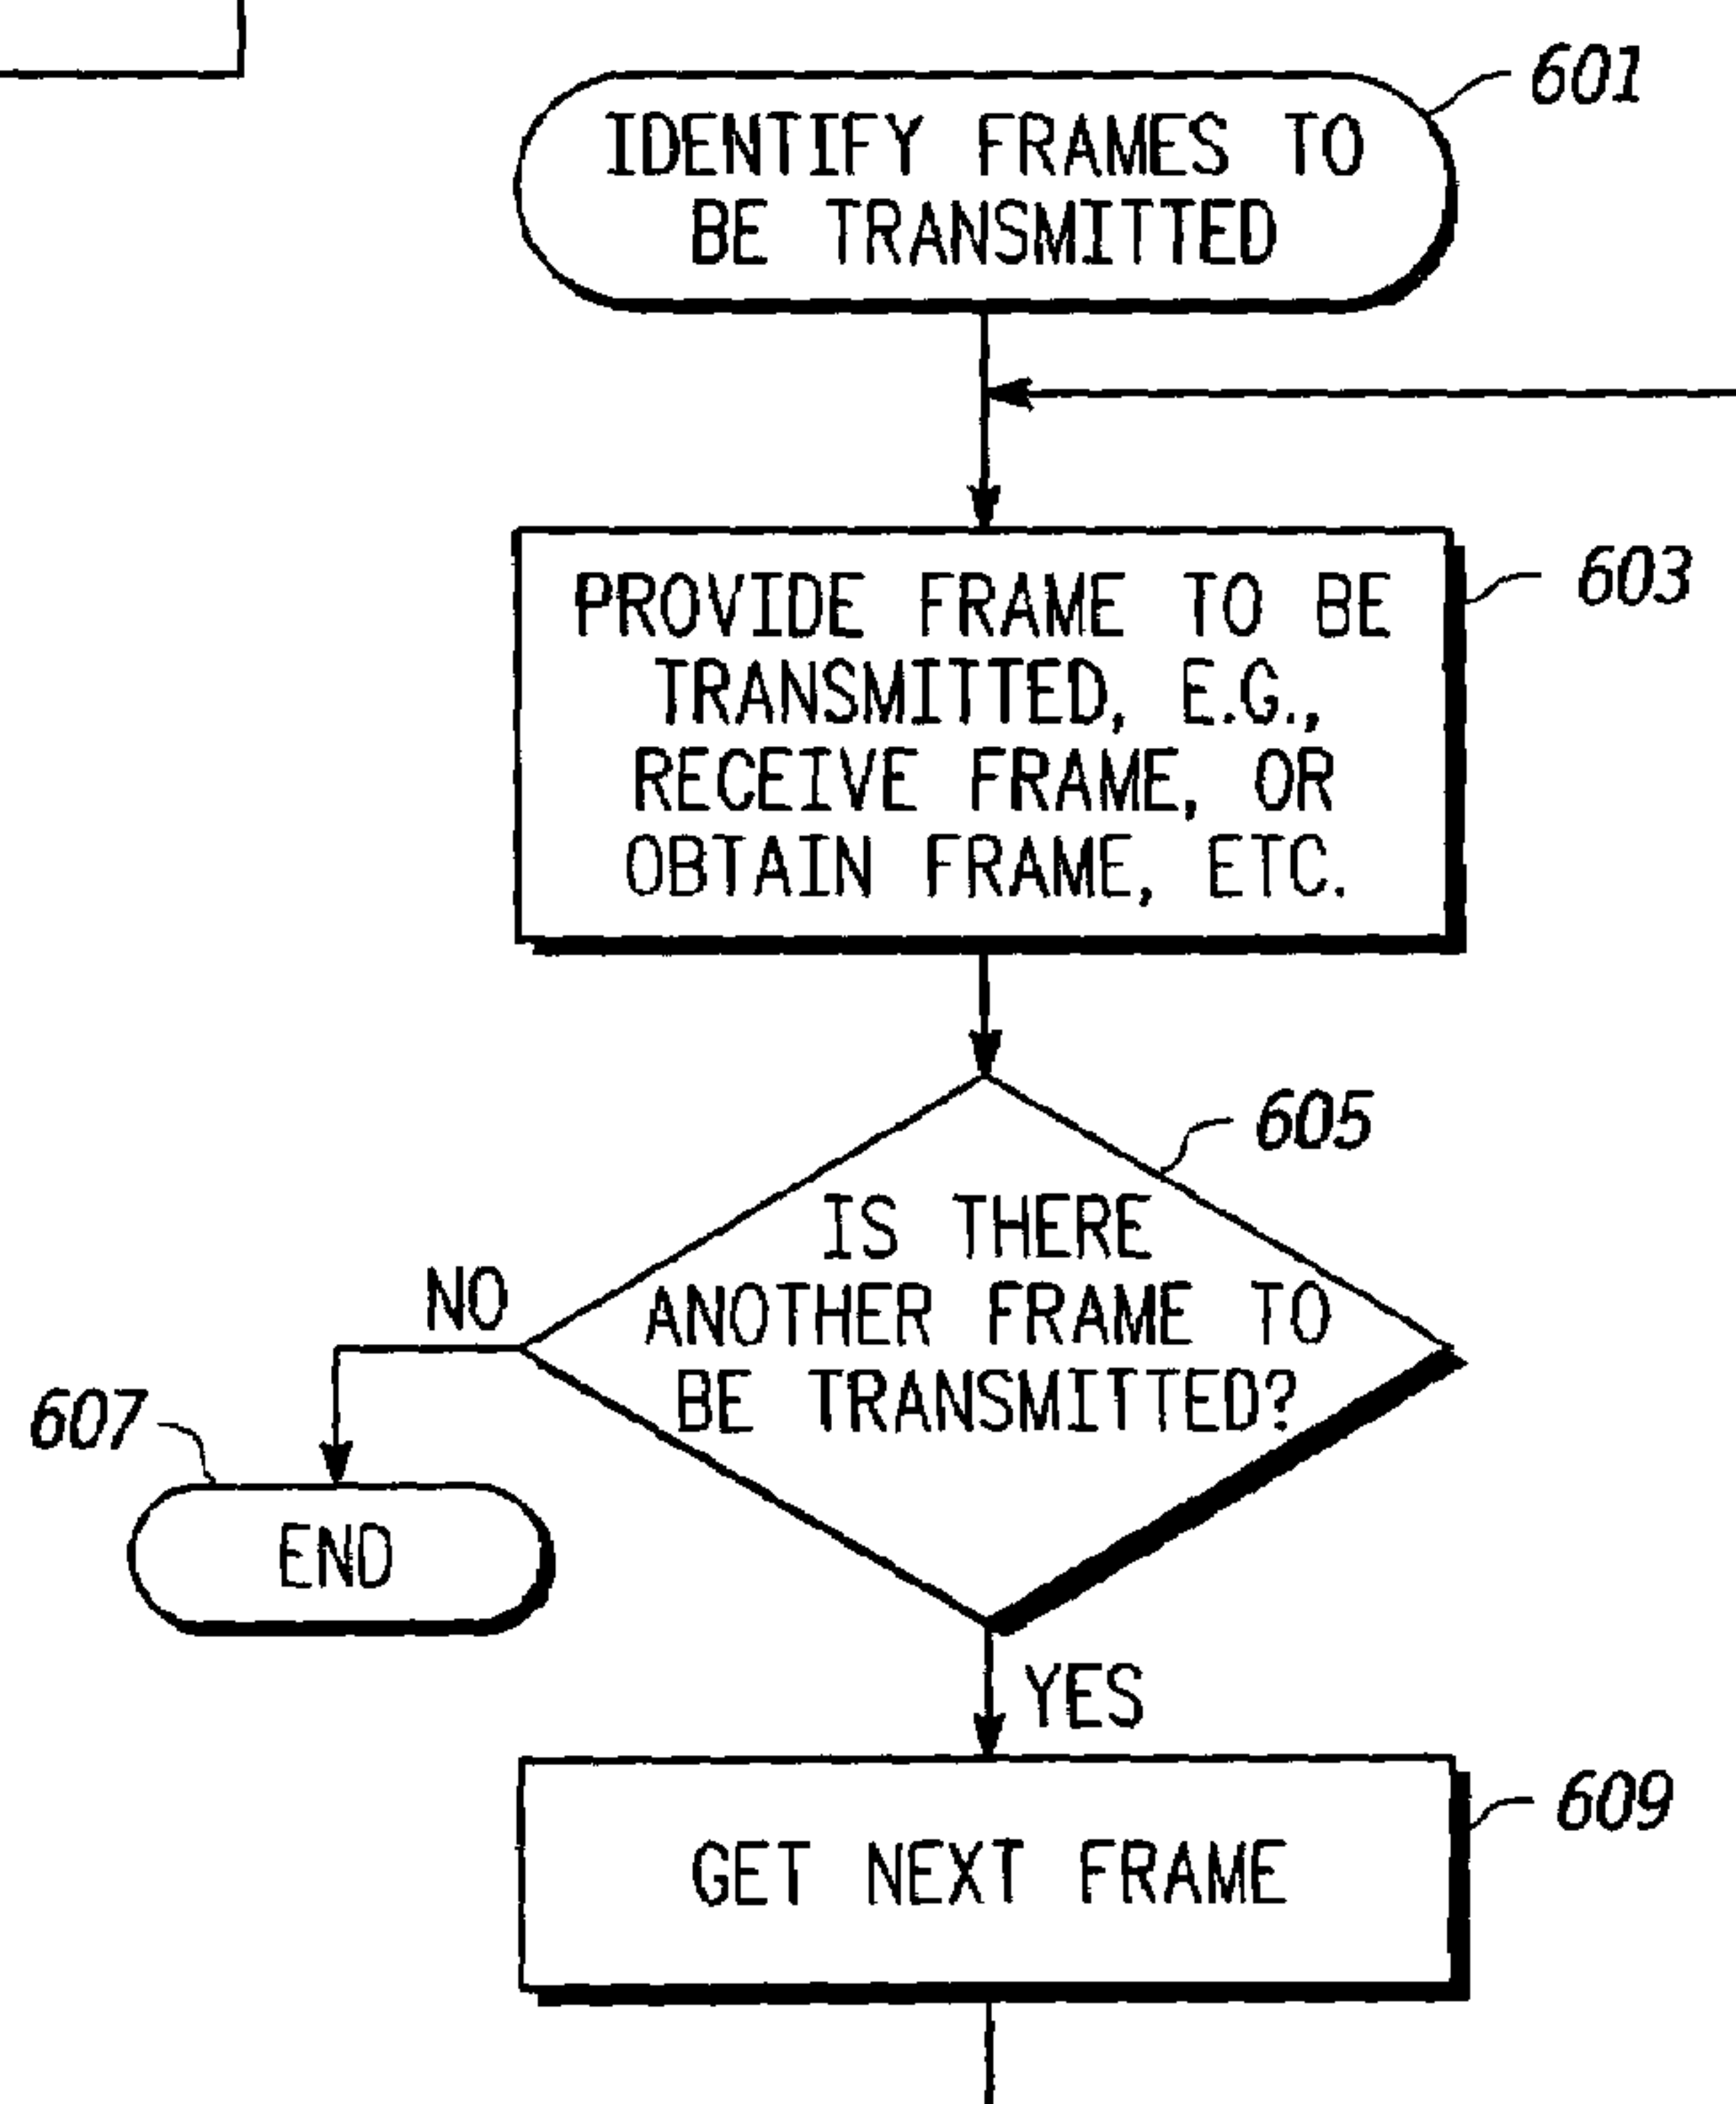 601
IDENTIFY FRAMES TO
BE TRANSMITTED
603
PROVIDE FRAME TO BE
TRANSMITTED, E.G.,
RECEIVE FRAME, OR
OBTAIN FRAME, ETC.
605
IS THERE
ANOTHER FRAME TO
BE TRANSMITTED?
NO
607
END
YES
609
GET NEXT FRAME